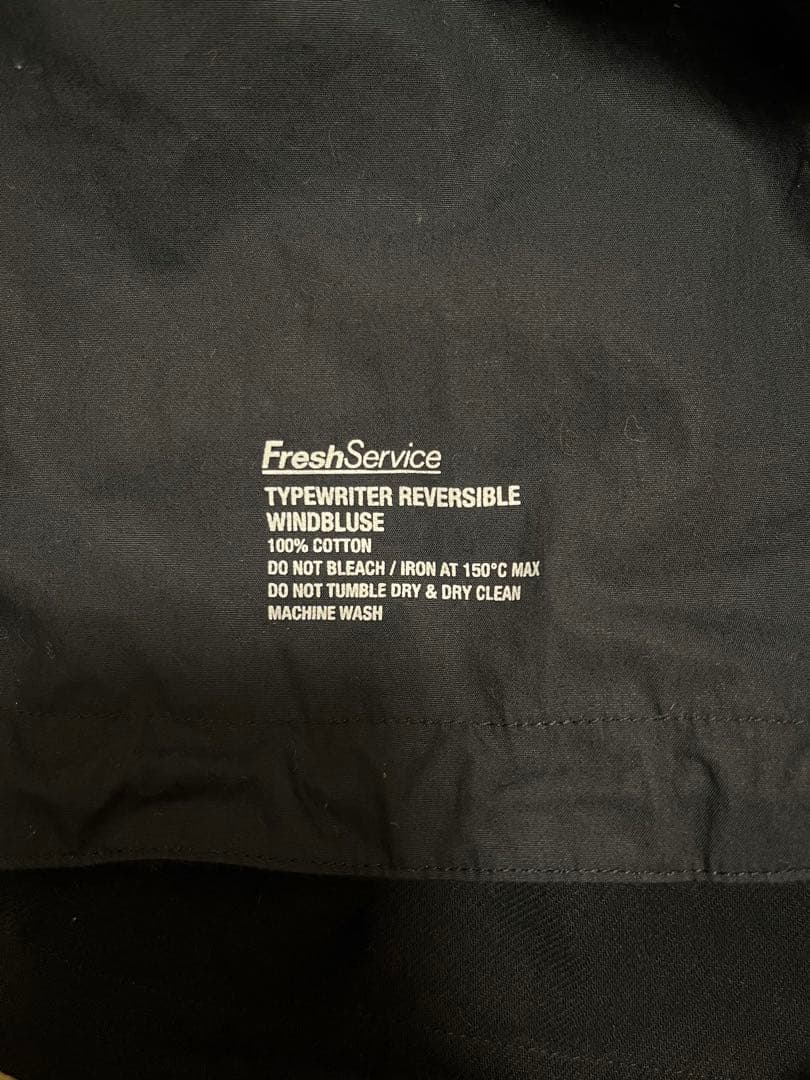 FreshService
TYPEWRITER REVERSIBLE
WINDBLUSE
100% COTTON
DO NOT BLEACH / IRON AT 150°C MAX
DO NOT TUMBLE DRY & DRY CLEAN
MACHINE WASH